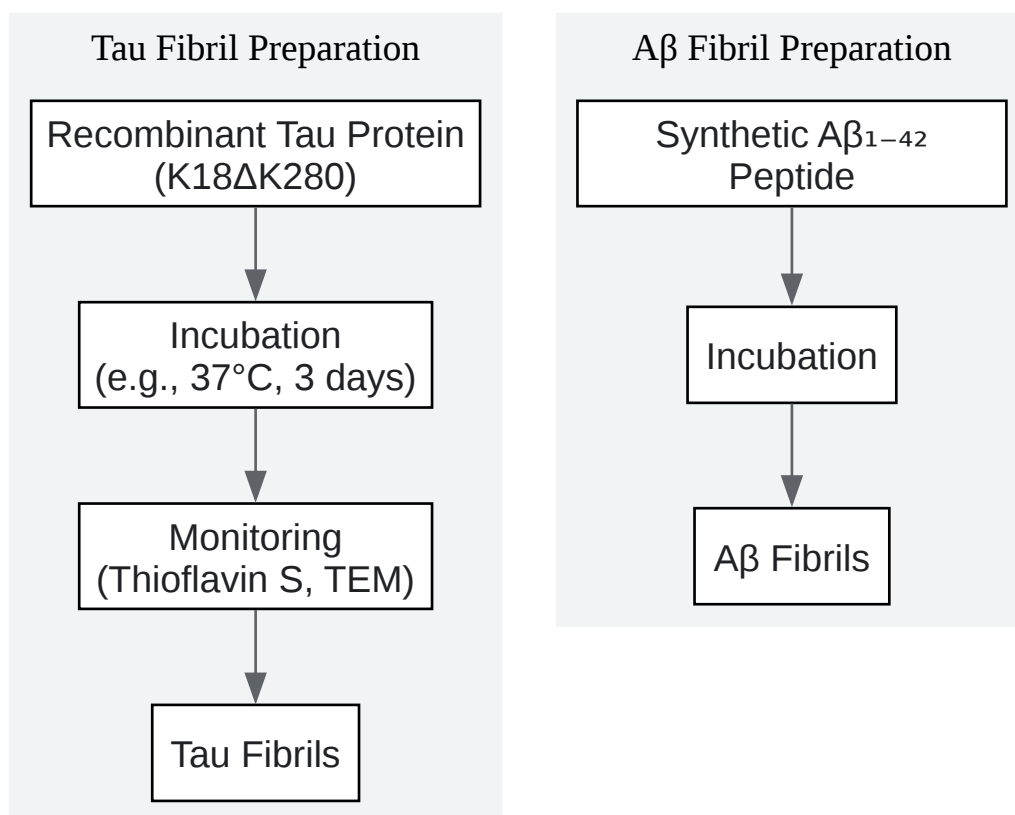 Tau Fibril Preparation
Recombinant Tau Protein
(K18ΔK280)
Incubation
(e.g., 37°C, 3 days)
Monitoring
(Thioflavin S, TEM)
Tau Fibrils
Aβ Fibril Preparation
Synthetic Aβ₁₋₄₂
Peptide
Incubation
Aβ Fibrils